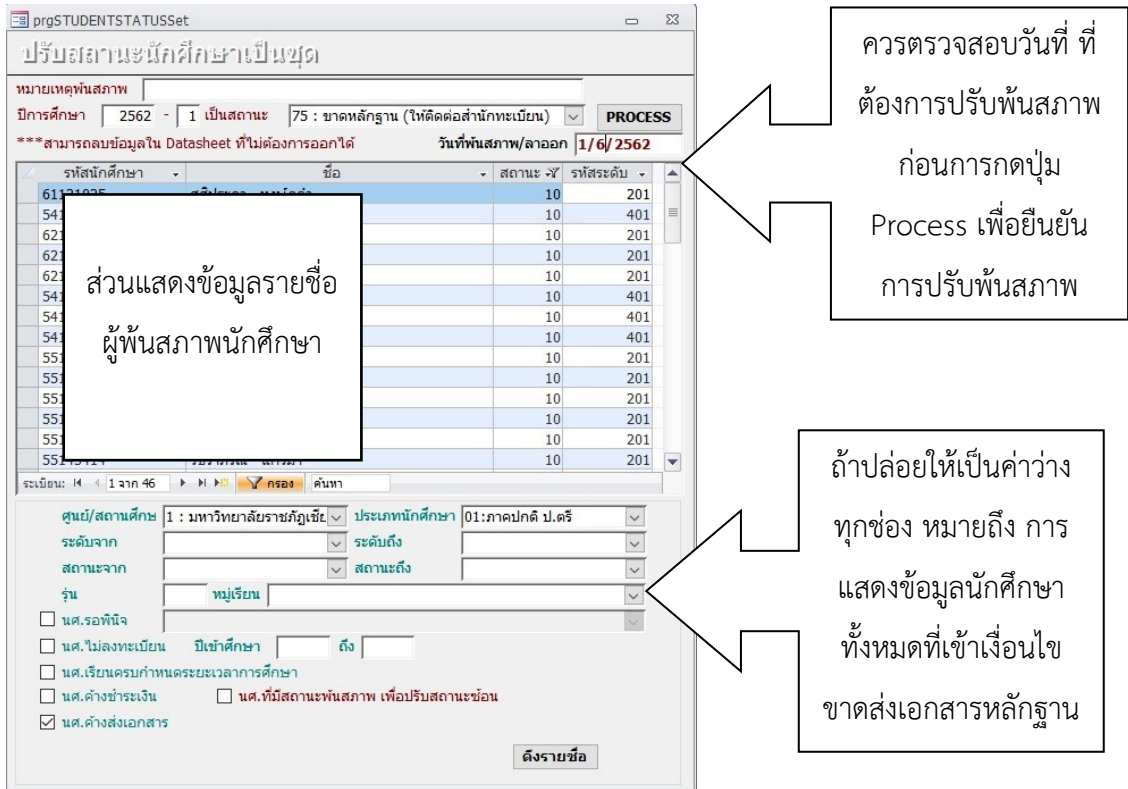 prgSTUDENTSTATUSSet
ปรับสถานะนักศึกษาเป็นชุด
หมายเหตุพ้นสภาพ
ปีการศึกษา 2562 - 1 เป็นสถานะ 75 : ขาดหลักฐาน (ให้ติดต่อสำนักทะเบียน) PROCESS
***สามารถลบข้อมูลใน Datasheet ที่ไม่ต้องการออกได้ วันที่พ้นสภาพ/ลาออก 1/6/2562
รหัสนักศึกษา ชื่อ สถานะ รหัสระดับ
10 201
541 10 401
621 10 201
621 10 201
621 10 201
541 10 401
541 10 401
541 10 401
551 10 201
551 10 201
551 10 201
551 10 201
551 10 201
10 201
ส่วนแสดงข้อมูลรายชื่อ
ผู้พ้นสภาพนักศึกษา
ระเบียน: 1 จาก 46 กรอง ค้นหา
ศูนย์/สถานศึกษ 1 : มหาวิทยาลัยราชภัฏเชีย ประเภทนักศึกษา 01:ภาคปกติ ป.ตรี
ระดับจาก ระดับถึง
สถานะจาก สถานะถึง
รุ่น หมู่เรียน
นศ.รอพินิจ
นศ.ไม่ลงทะเบียน ปีเข้าศึกษา ถึง
นศ.เรียนครบกำหนดระยะเวลาการศึกษา
นศ.ค้างชำระเงิน นศ.ที่มีสถานะพ้นสภาพ เพื่อปรับสถานะซ้อน
นศ.ค้างส่งเอกสาร
ดึงรายชื่อ
ควรตรวจสอบวันที่ ที่
ต้องการปรับพ้นสภาพ
ก่อนการกดปุ่ม
Process เพื่อยืนยัน
การปรับพ้นสภาพ
ถ้าปล่อยให้เป็นค่าว่าง
ทุกช่อง หมายถึง การ
แสดงข้อมูลนักศึกษา
ทั้งหมดที่เข้าเงื่อนไข
ขาดส่งเอกสารหลักฐาน